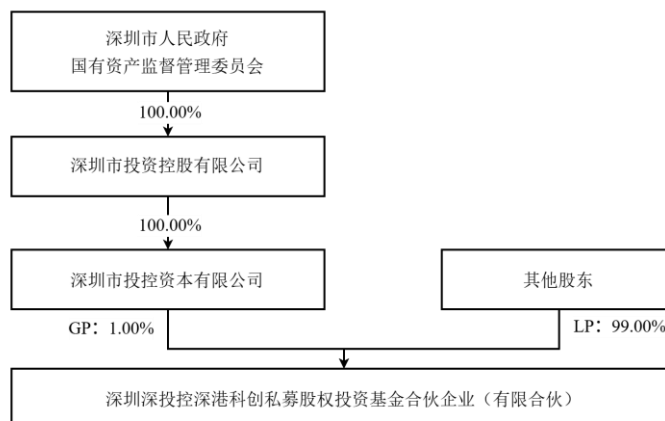 深圳市人民政府
国有资产监督管理委员会
100.00%
深圳市投资控股有限公司
100.00%
深圳市投控资本有限公司
其他股东
GP：1.00%
LP：99.00%
深圳深投控深港科创私募股权投资基金合伙企业（有限合伙）